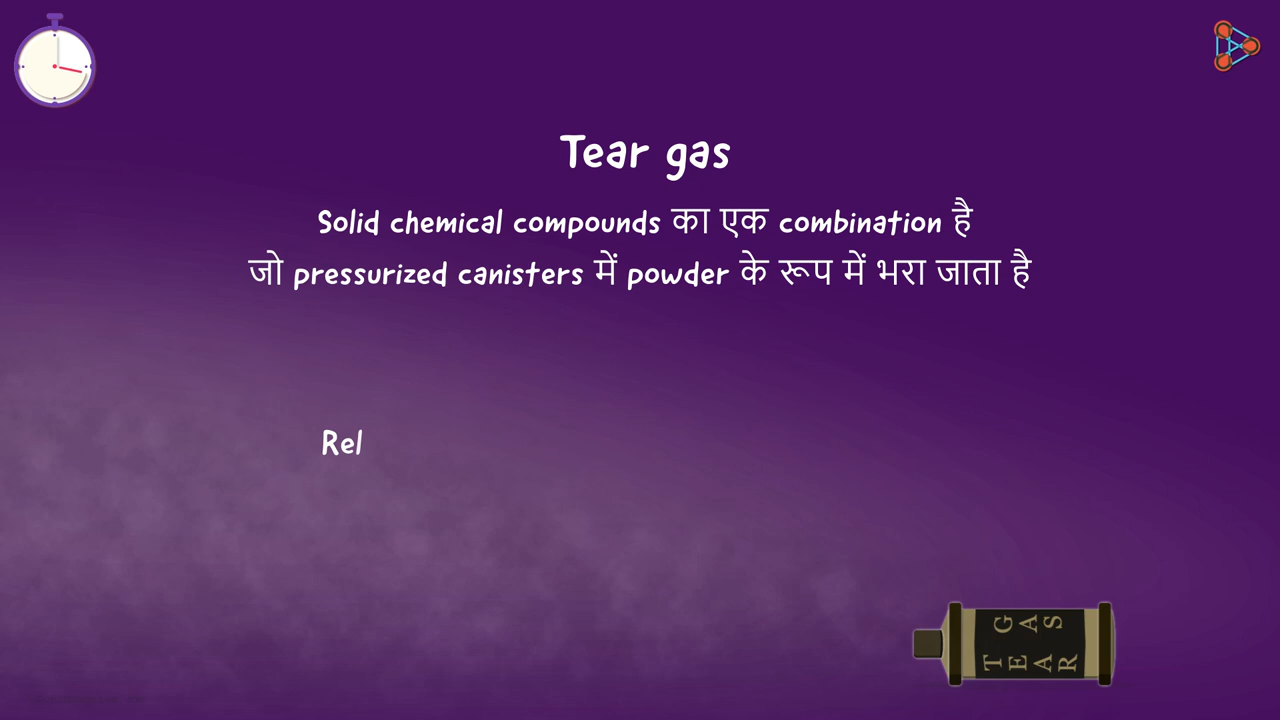 Tear gas
Solid chemical compounds का एक combination है
जो pressurized canisters में powder के रूप में भरा जाता है
Rel
TEAR GAS